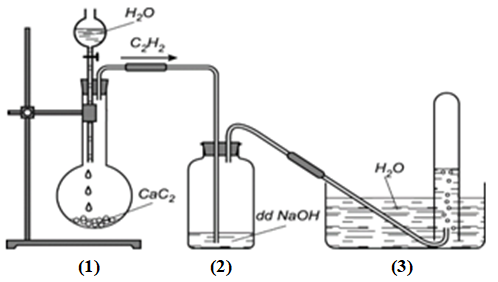 H₂O
C₂H₂
CaC₂
dd NaOH
H₂O
(1)
(2)
(3)